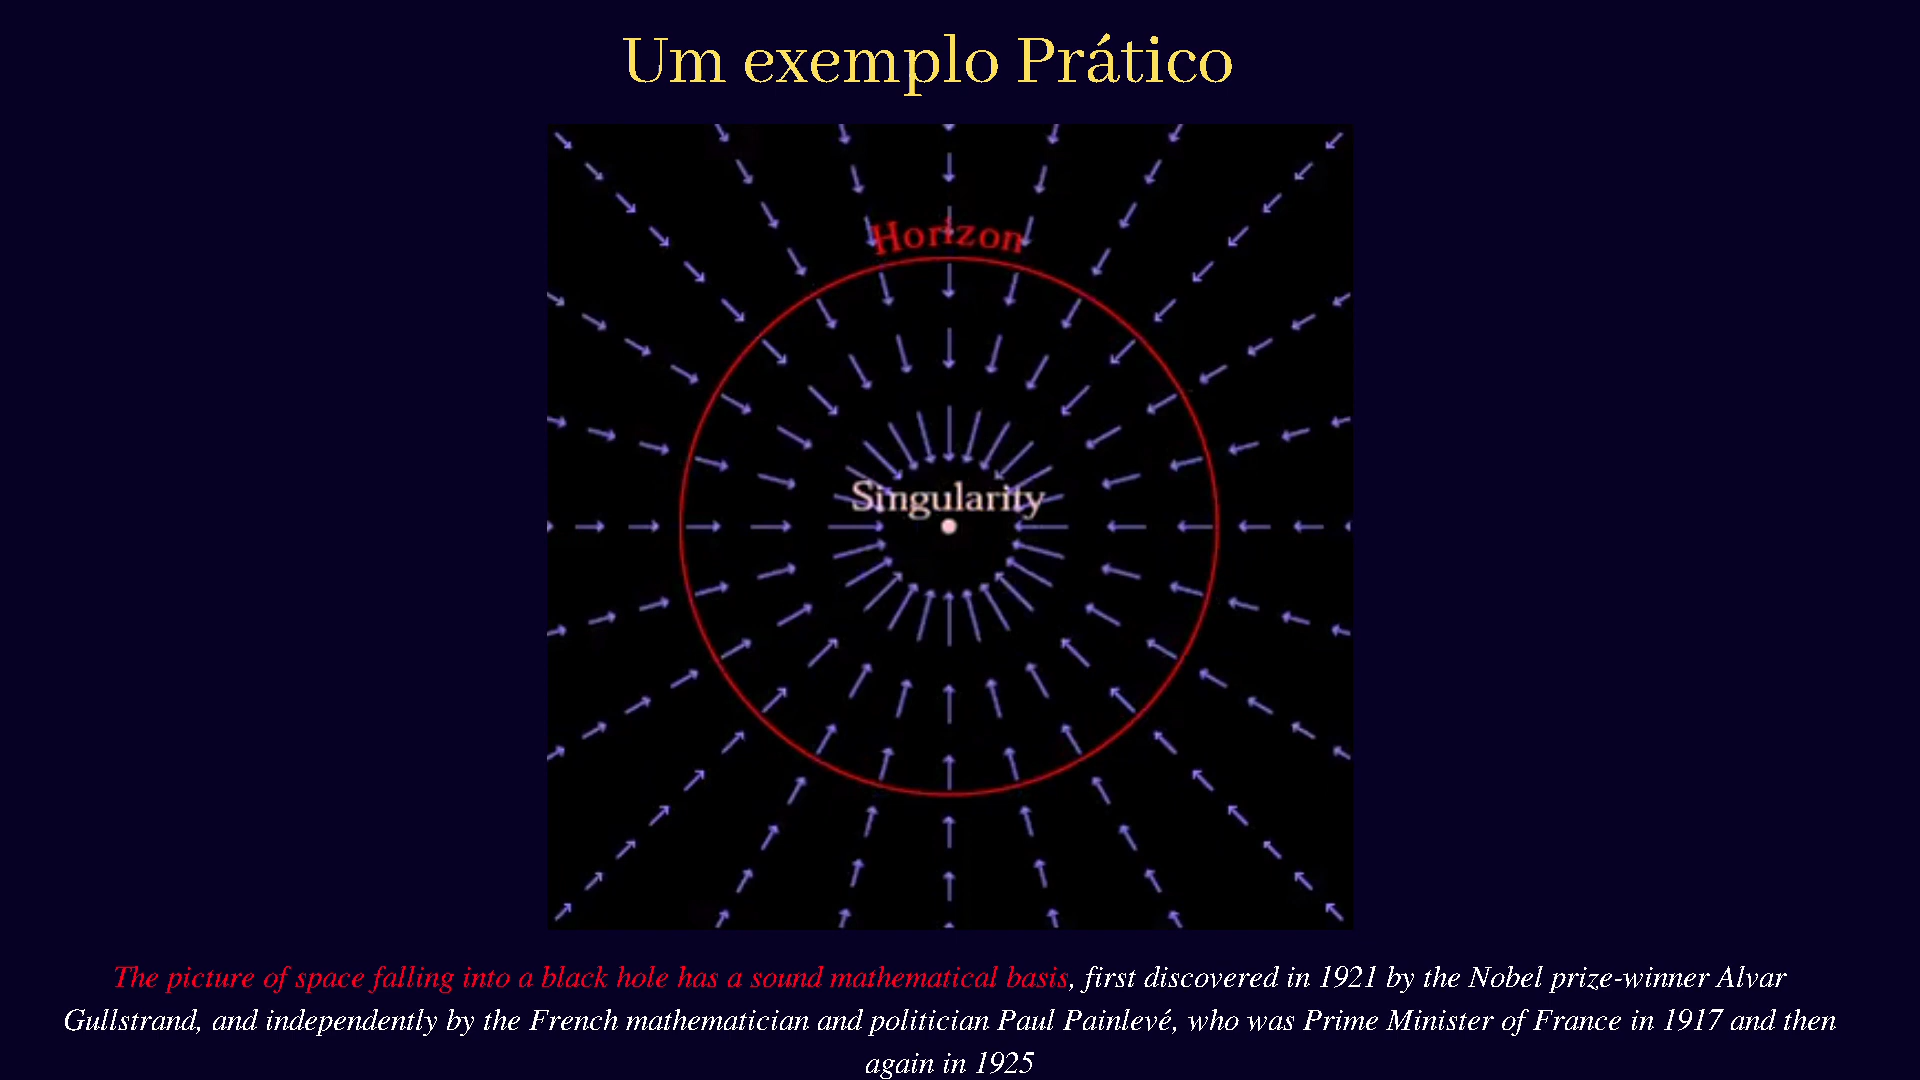 Um exemplo Prático
Horizon
Singularity
The picture of space falling into a black hole has a sound mathematical basis, first discovered in 1921 by the Nobel prize-winner Alvar
Gullstrand, and independently by the French mathematician and politician Paul Painlevé, who was Prime Minister of France in 1917 and then
again in 1925